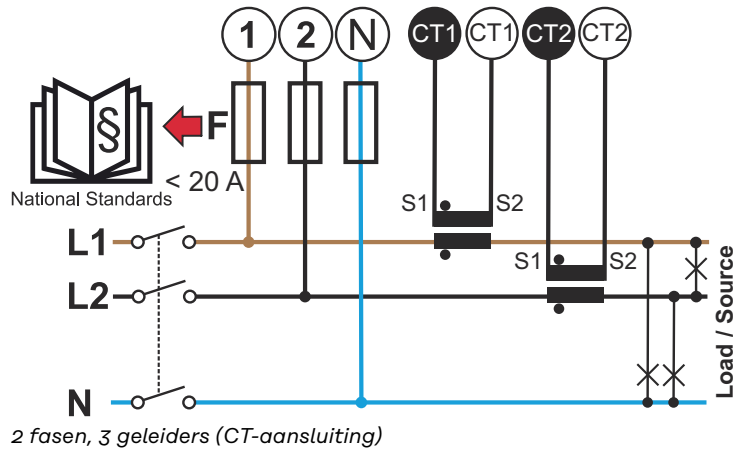 1 2 N CT1 CT1 CT2 CT2
§
F
< 20 A
National Standards
S1 S2
L1
S1 S2
L2
Load / Source
N
2 fasen, 3 geleiders (CT-aansluiting)